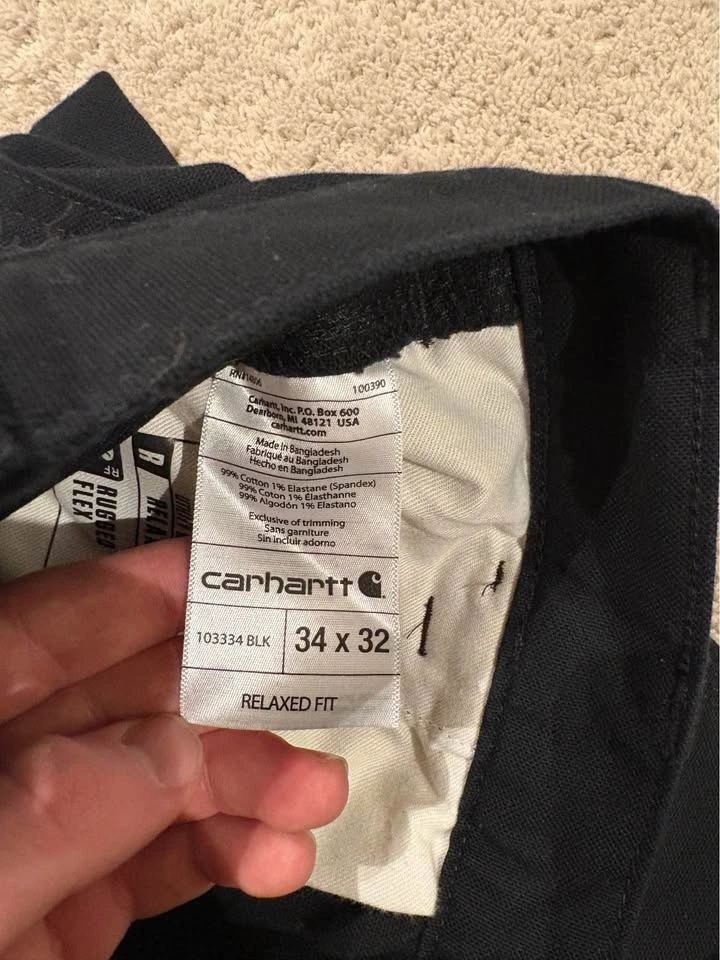 RN#14806
100390
Carhartt, Inc. P.O. Box 600
Dearborn, MI 48121 USA
carhartt.com
Made in Bangladesh
Fabriqué au Bangladesh
Hecho en Bangladesh
99% Cotton 1% Elastane (Spandex)
99% Coton 1% Élasthanne
99% Algodón 1% Elastano
Exclusive of trimming
Sans garniture
Sin incluir adorno
carhartt
103334 BLK
34 x 32
RELAXED FIT
RUGGED
FLEX